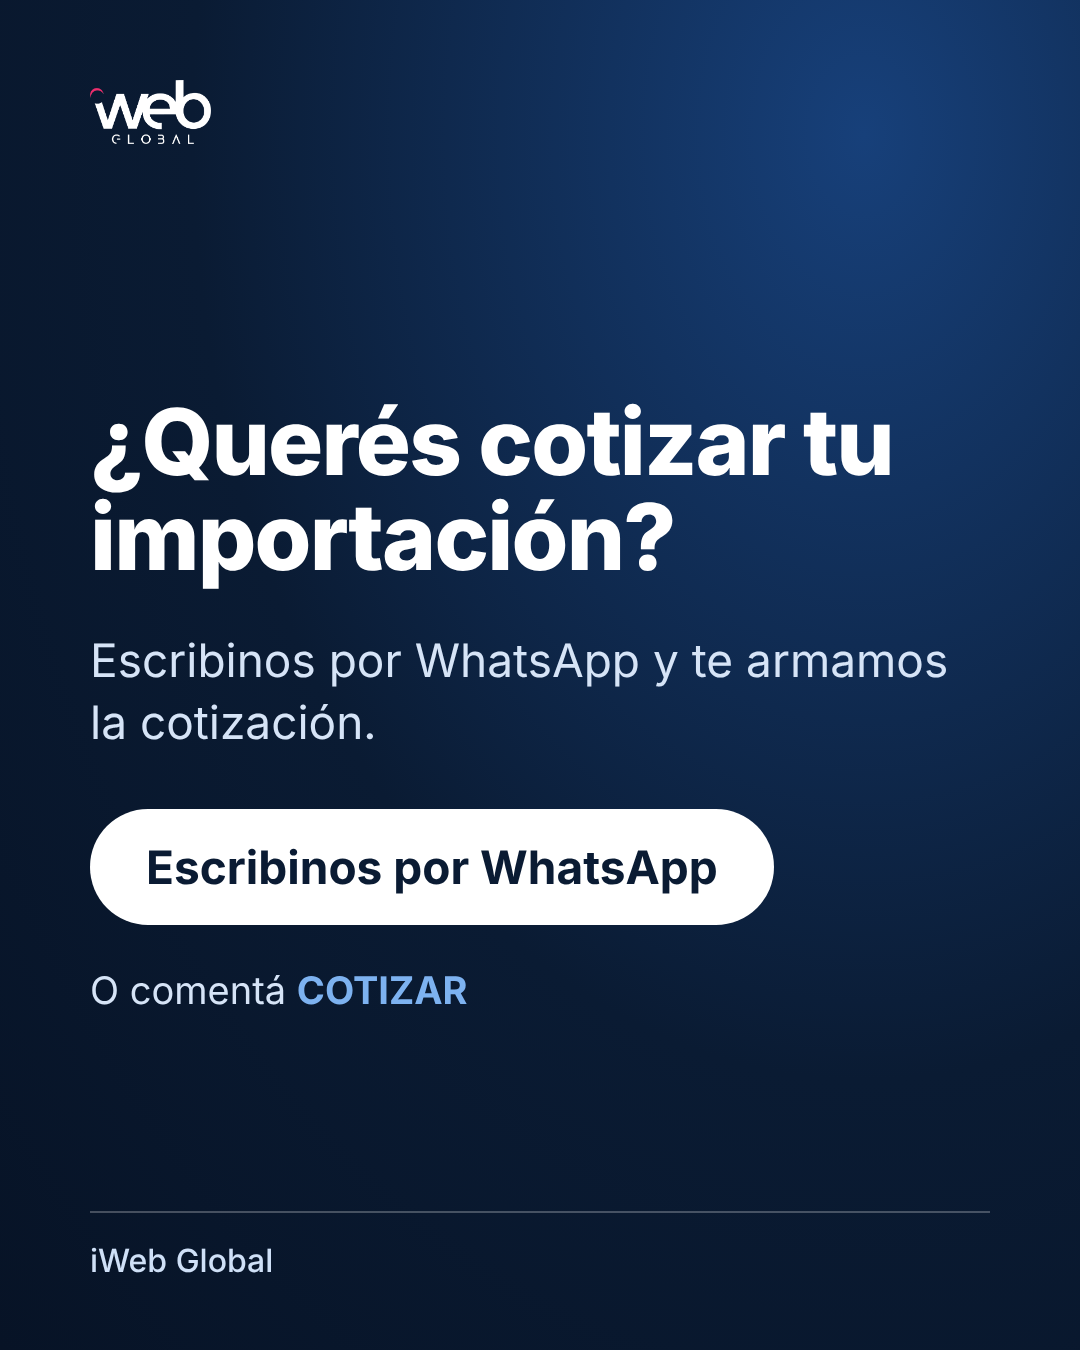 iweb
GLOBAL
¿Querés cotizar tu
importación?
Escribinos por WhatsApp y te armamos
la cotización.
Escribinos por WhatsApp
O comentá COTIZAR
iWeb Global